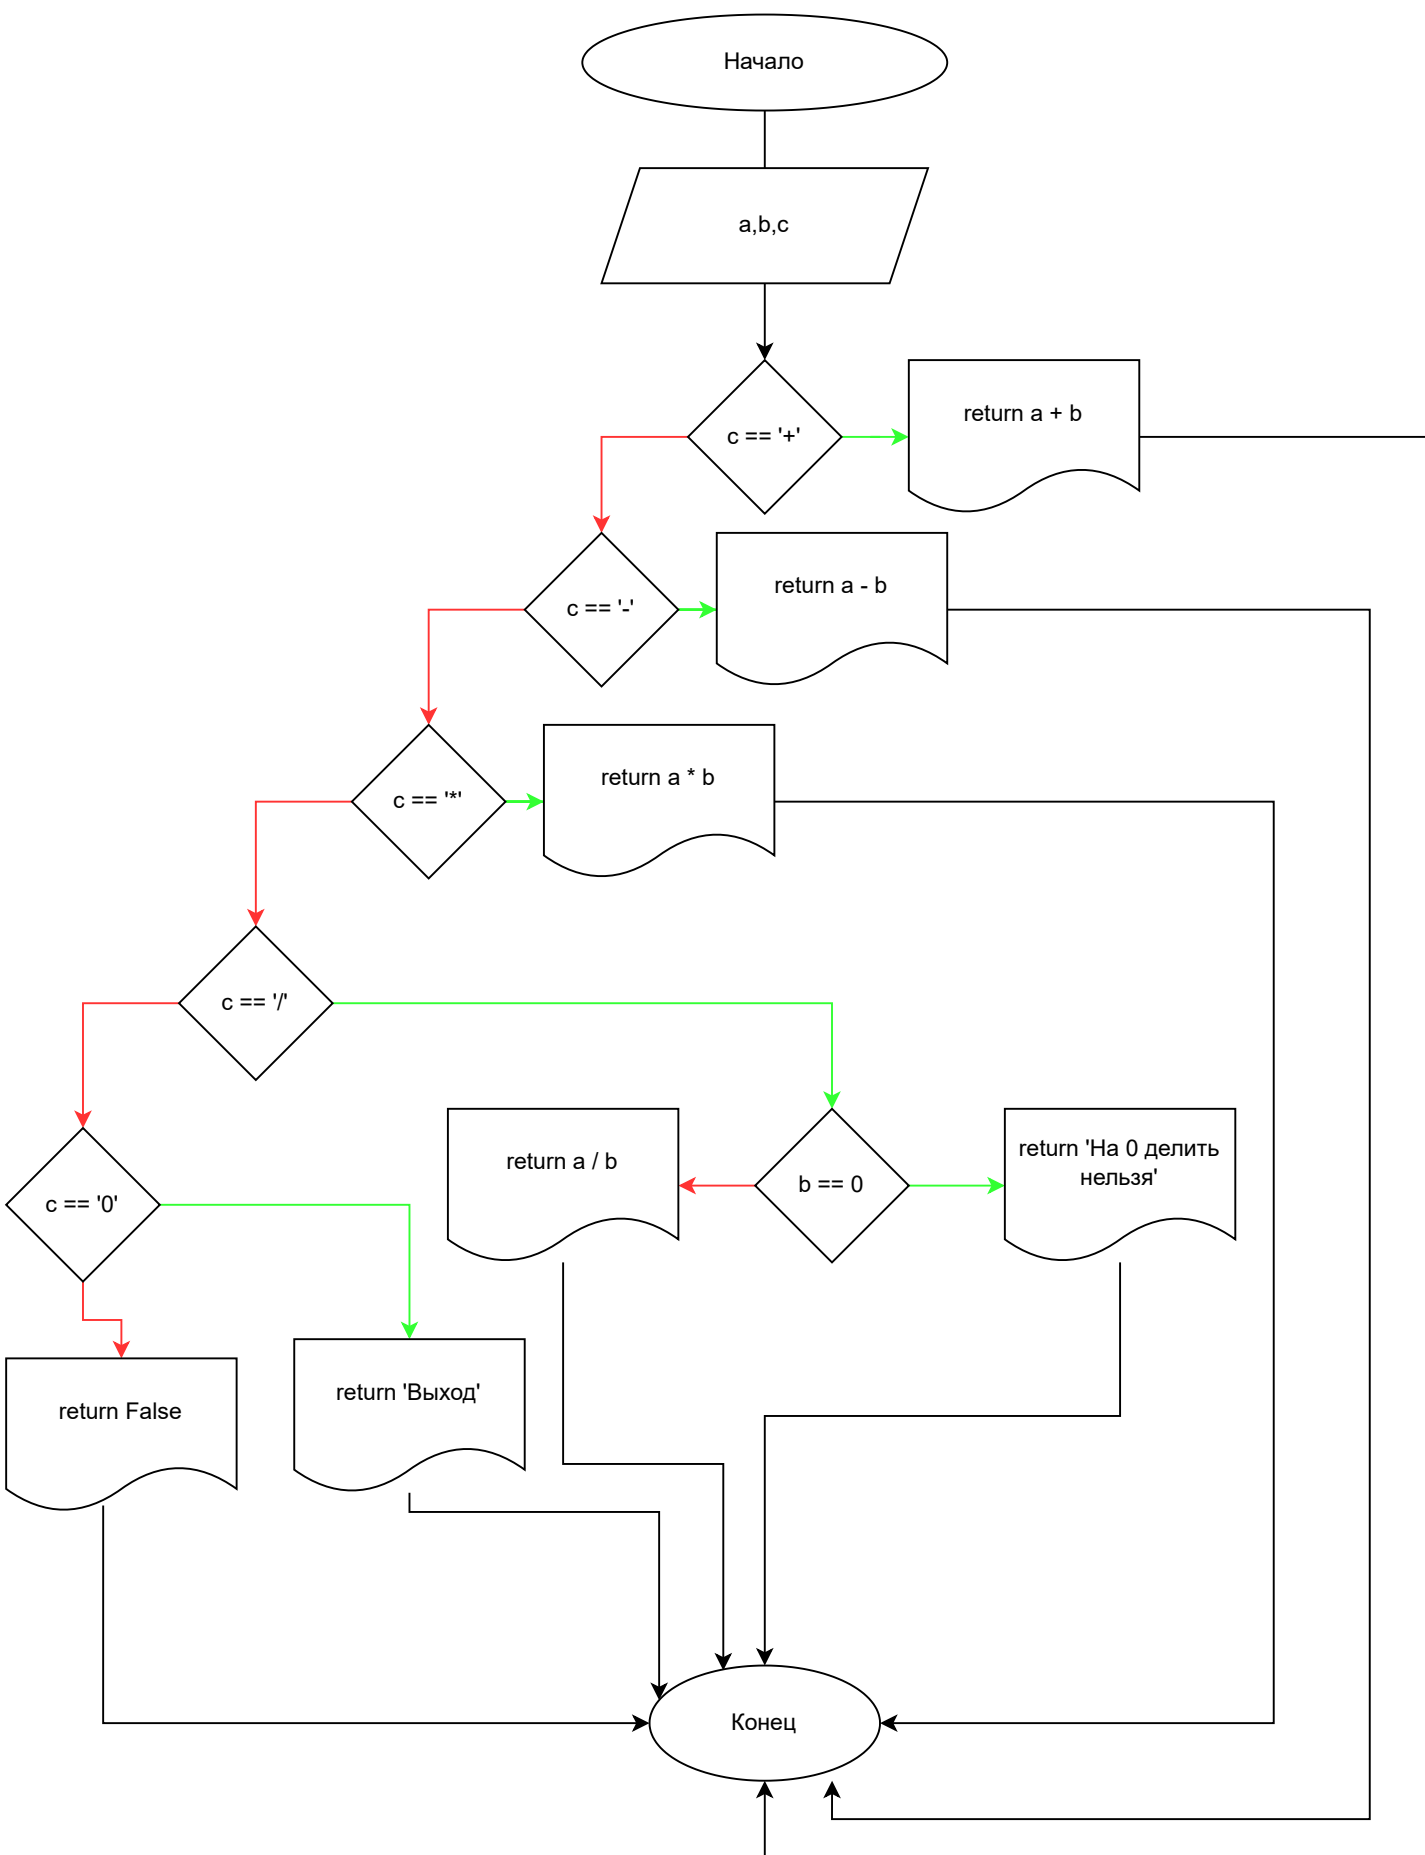 Начало
a,b,c
c == '+'
return a + b
c == '-'
return a - b
c == '*'
return a * b
c == '/'
return a / b
b == 0
return 'На 0 делить
нельзя'
c == '0'
return False
return 'Выход'
Конец